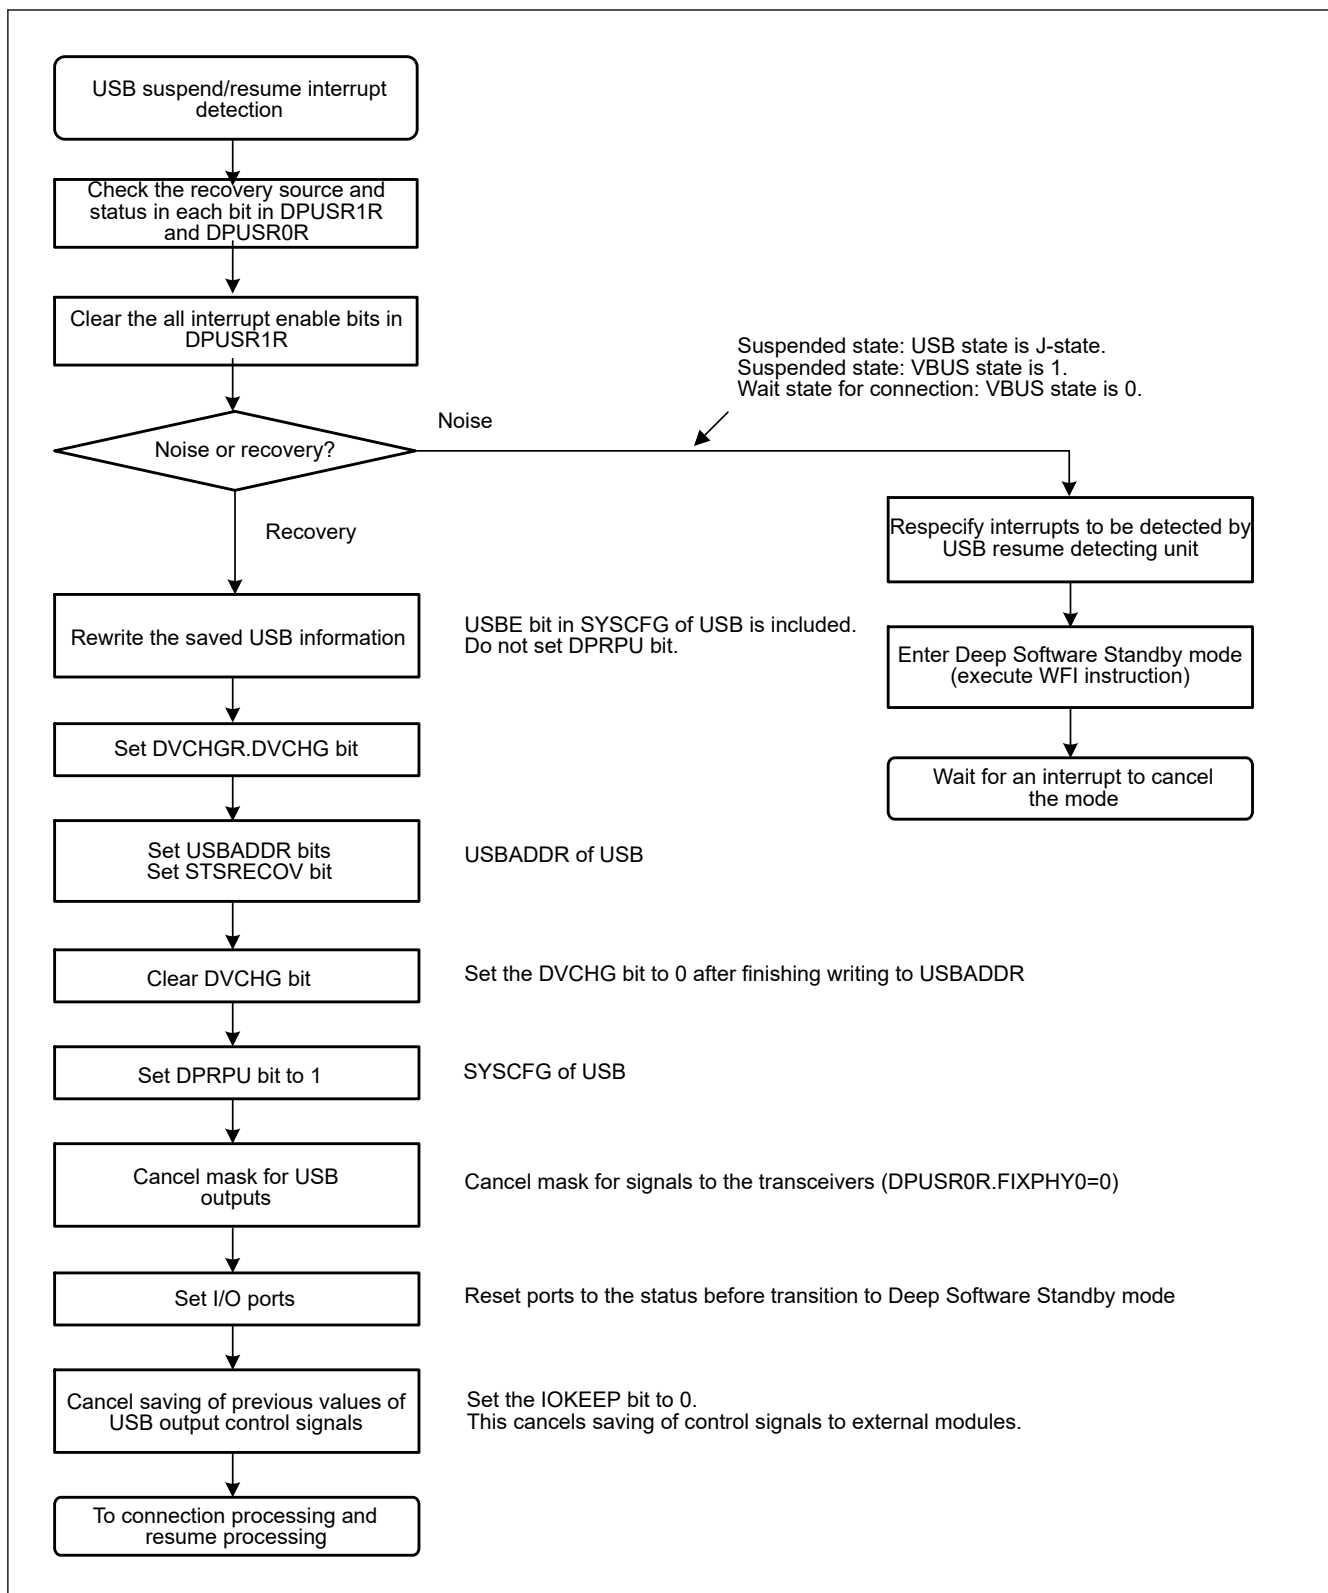 USB suspend/resume interrupt
detection
Check the recovery source and
status in each bit in DPUSR1R
and DPUSR0R
Clear the all interrupt enable bits in
DPUSR1R
Suspended state: USB state is J-state.
Suspended state: VBUS state is 1.
Wait state for connection: VBUS state is 0.
Noise
Noise or recovery?
Recovery
Respecify interrupts to be detected by
USB resume detecting unit
Enter Deep Software Standby mode
(execute WFI instruction)
Wait for an interrupt to cancel
the mode
Rewrite the saved USB information
USBE bit in SYSCFG of USB is included.
Do not set DPRPU bit.
Set DVCHGR.DVCHG bit
Set USBADDR bits
Set STSRECOV bit
USBADDR of USB
Clear DVCHG bit
Set the DVCHG bit to 0 after finishing writing to USBADDR
Set DPRPU bit to 1
SYSCFG of USB
Cancel mask for USB
outputs
Cancel mask for signals to the transceivers (DPUSR0R.FIXPHY0=0)
Set I/O ports
Reset ports to the status before transition to Deep Software Standby mode
Cancel saving of previous values of
USB output control signals
Set the IOKEEP bit to 0.
This cancels saving of control signals to external modules.
To connection processing and
resume processing